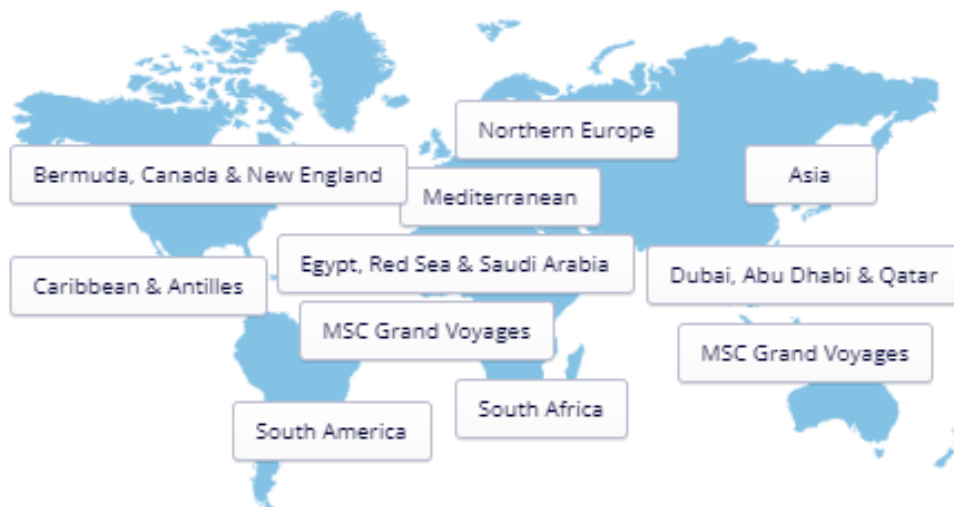 Northern Europe
Bermuda, Canada & New England
Asia
Mediterranean
Egypt, Red Sea & Saudi Arabia
Dubai, Abu Dhabi & Qatar
Caribbean & Antilles
MSC Grand Voyages
MSC Grand Voyages
South Africa
South America